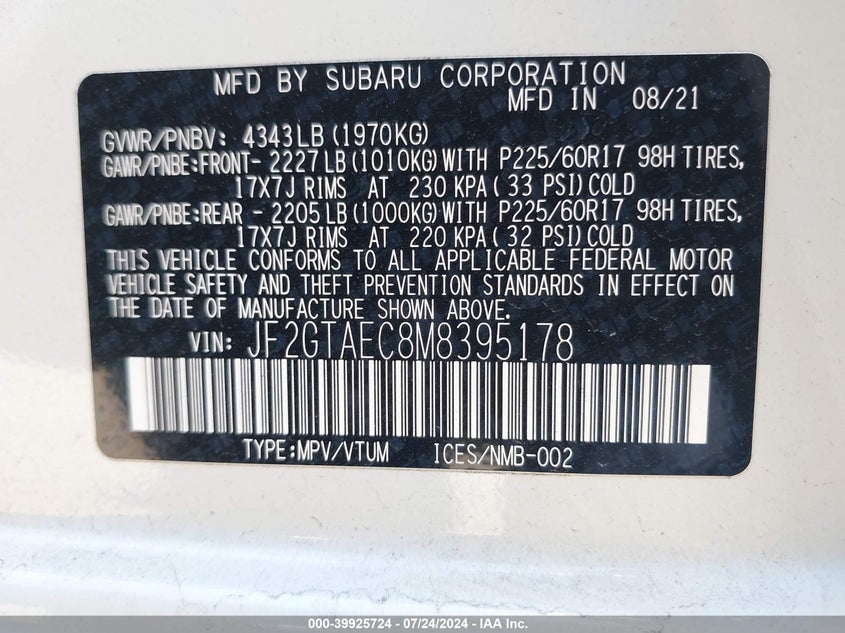 MFD BY SUBARU CORPORATION
MFD IN 08/21
GVWR/PNBV: 4343LB (1970KG)
GAWR/PNBE:FRONT- 2227 LB (1010KG) WITH P225/60R17 98H TIRES,
17X7J RIMS AT 230 KPA ( 33 PSI) COLD
GAWR/PNBE:REAR - 2205 LB (1000KG) WITH P225/60R17 98H TIRES,
17X7J RIMS AT 220 KPA ( 32 PSI) COLD
THIS VEHICLE CONFORMS TO ALL APPLICABLE FEDERAL MOTOR
VEHICLE SAFETY AND THEFT PREVENTION STANDARDS IN EFFECT ON
THE DATE OF MANUFACTURE SHOWN ABOVE.
VIN: JF2GTAEC8M8395178
TYPE:MPV/VTUM ICES/NMB-002
000-39925724 - 07/24/2024 - IAA Inc.